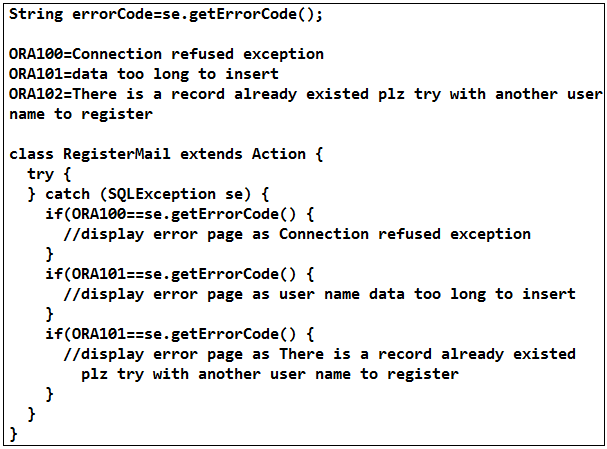 String errorCode=se.getErrorCode();

ORA100=Connection refused exception
ORA101=data too long to insert
ORA102=There is a record already existed plz try with another user
name to register

class RegisterMail extends Action {
  try {
  } catch (SQLException se) {
    if(ORA100==se.getErrorCode() {
      //display error page as Connection refused exception
    }
    if(ORA101==se.getErrorCode() {
      //display error page as user name data too long to insert
    }
    if(ORA101==se.getErrorCode() {
      //display error page as There is a record already existed
        plz try with another user name to register
    }
  }
}